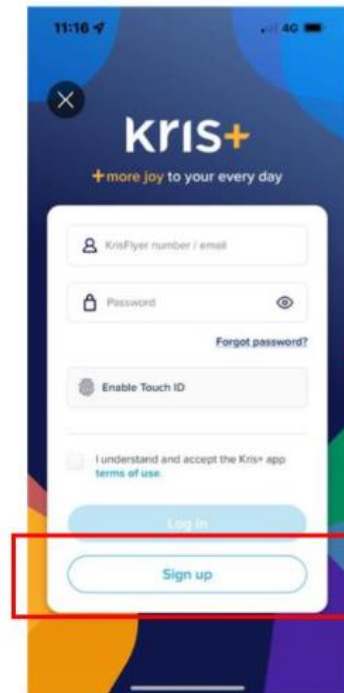 11:16
4G
kris+
+more joy to your every day
KrisFlyer number / email
Password
Forgot password?
Enable Touch ID
I understand and accept the Kris+ app
terms of use.
Log in
Sign up